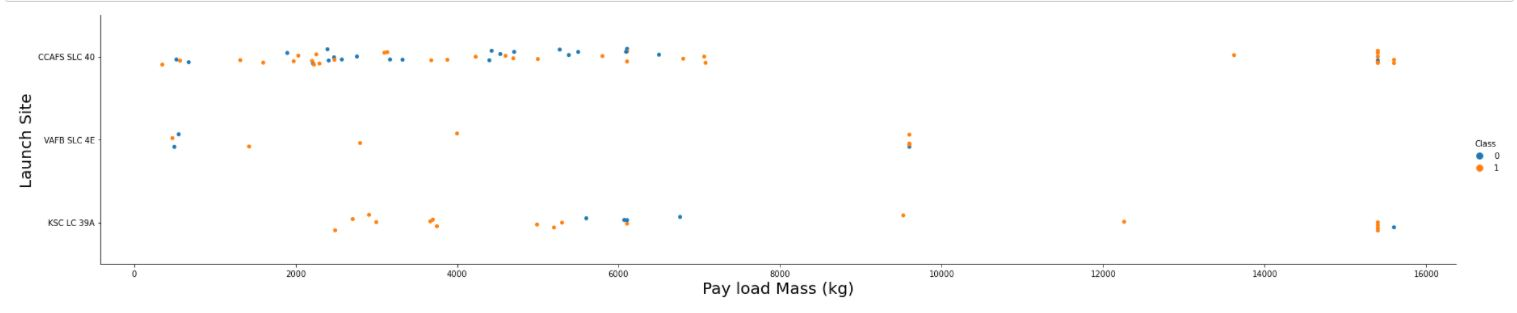 Launch Site
CCAFS SLC 40
VAFB SLC 4E
KSC LC 39A
0 2000 4000 6000 8000 10000 12000 14000 16000
Pay load Mass (kg)
Class
0
1